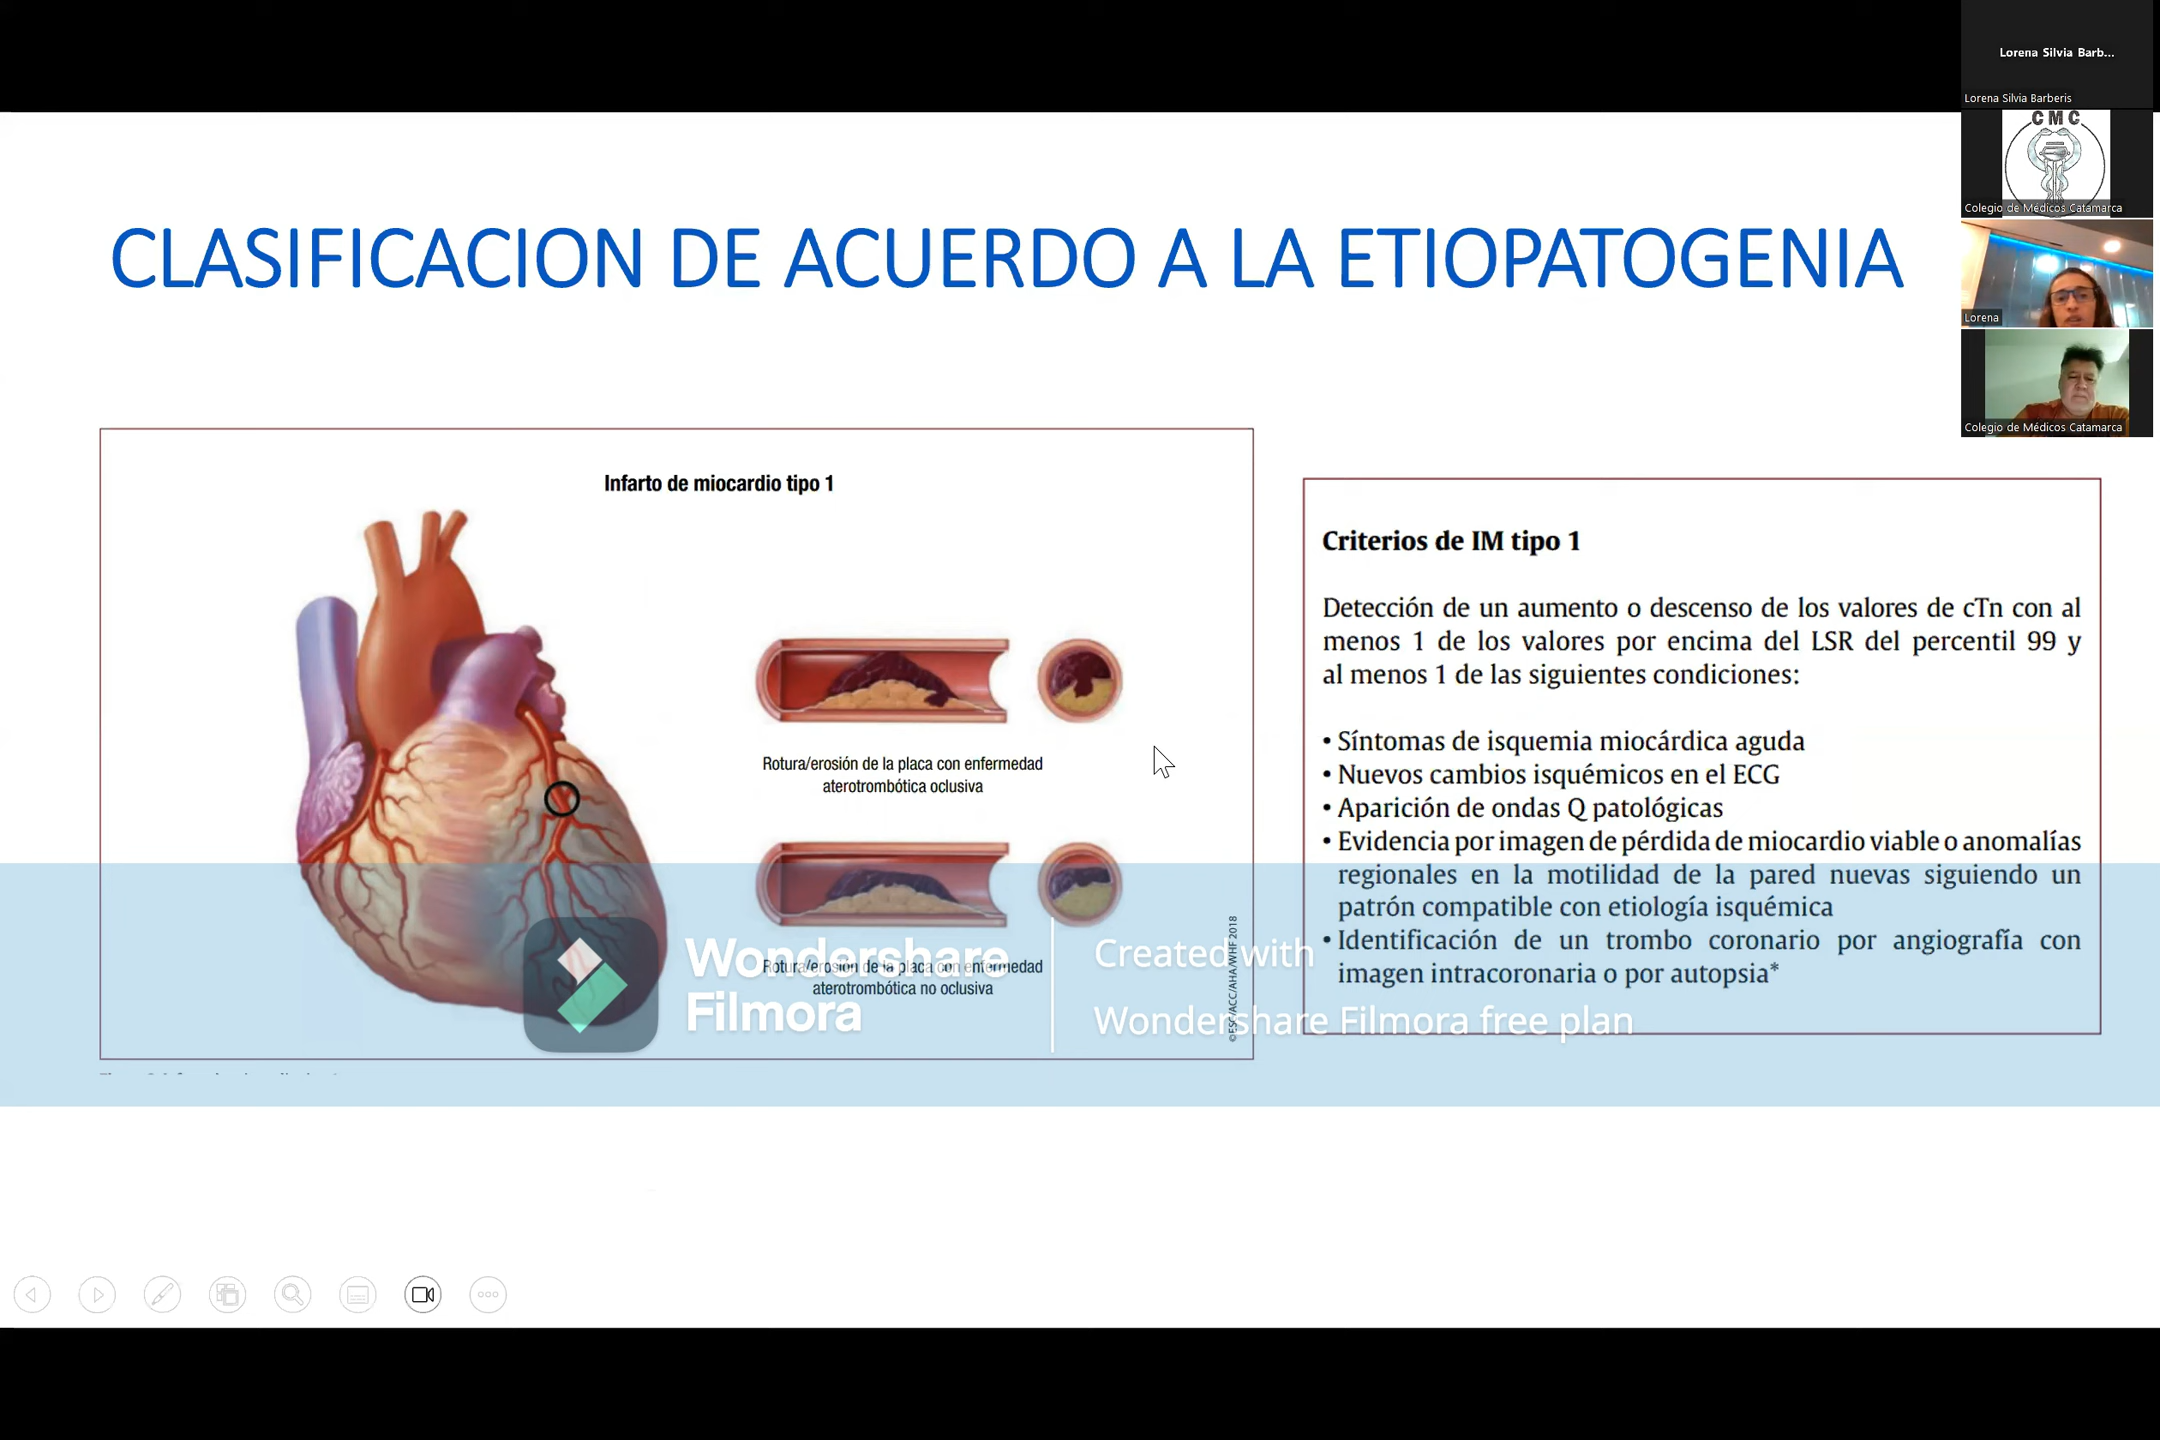 Lorena Silvia Barb...
Lorena Silvia Barberis
CMC
Colegio de Médicos Catamarca
Lorena
Colegio de Médicos Catamarca
CLASIFICACION DE ACUERDO A LA ETIOPATOGENIA
Infarto de miocardio tipo 1
Rotura/erosión de la placa con enfermedad
aterotrombótica oclusiva
Rotura/erosión de la placa con enfermedad
aterotrombótica no oclusiva
©ESC/ACC/AHA/WHF 2018
Criterios de IM tipo 1
Detección de un aumento o descenso de los valores de cTn con al
menos 1 de los valores por encima del LSR del percentil 99 y
al menos 1 de las siguientes condiciones:
• Síntomas de isquemia miocárdica aguda
• Nuevos cambios isquémicos en el ECG
• Aparición de ondas Q patológicas
• Evidencia por imagen de pérdida de miocardio viable o anomalías
regionales en la motilidad de la pared nuevas siguiendo un
patrón compatible con etiología isquémica
• Identificación de un trombo coronario por angiografía con
imagen intracoronaria o por autopsia*
Wondershare
Filmora
Created with
Wondershare Filmora free plan